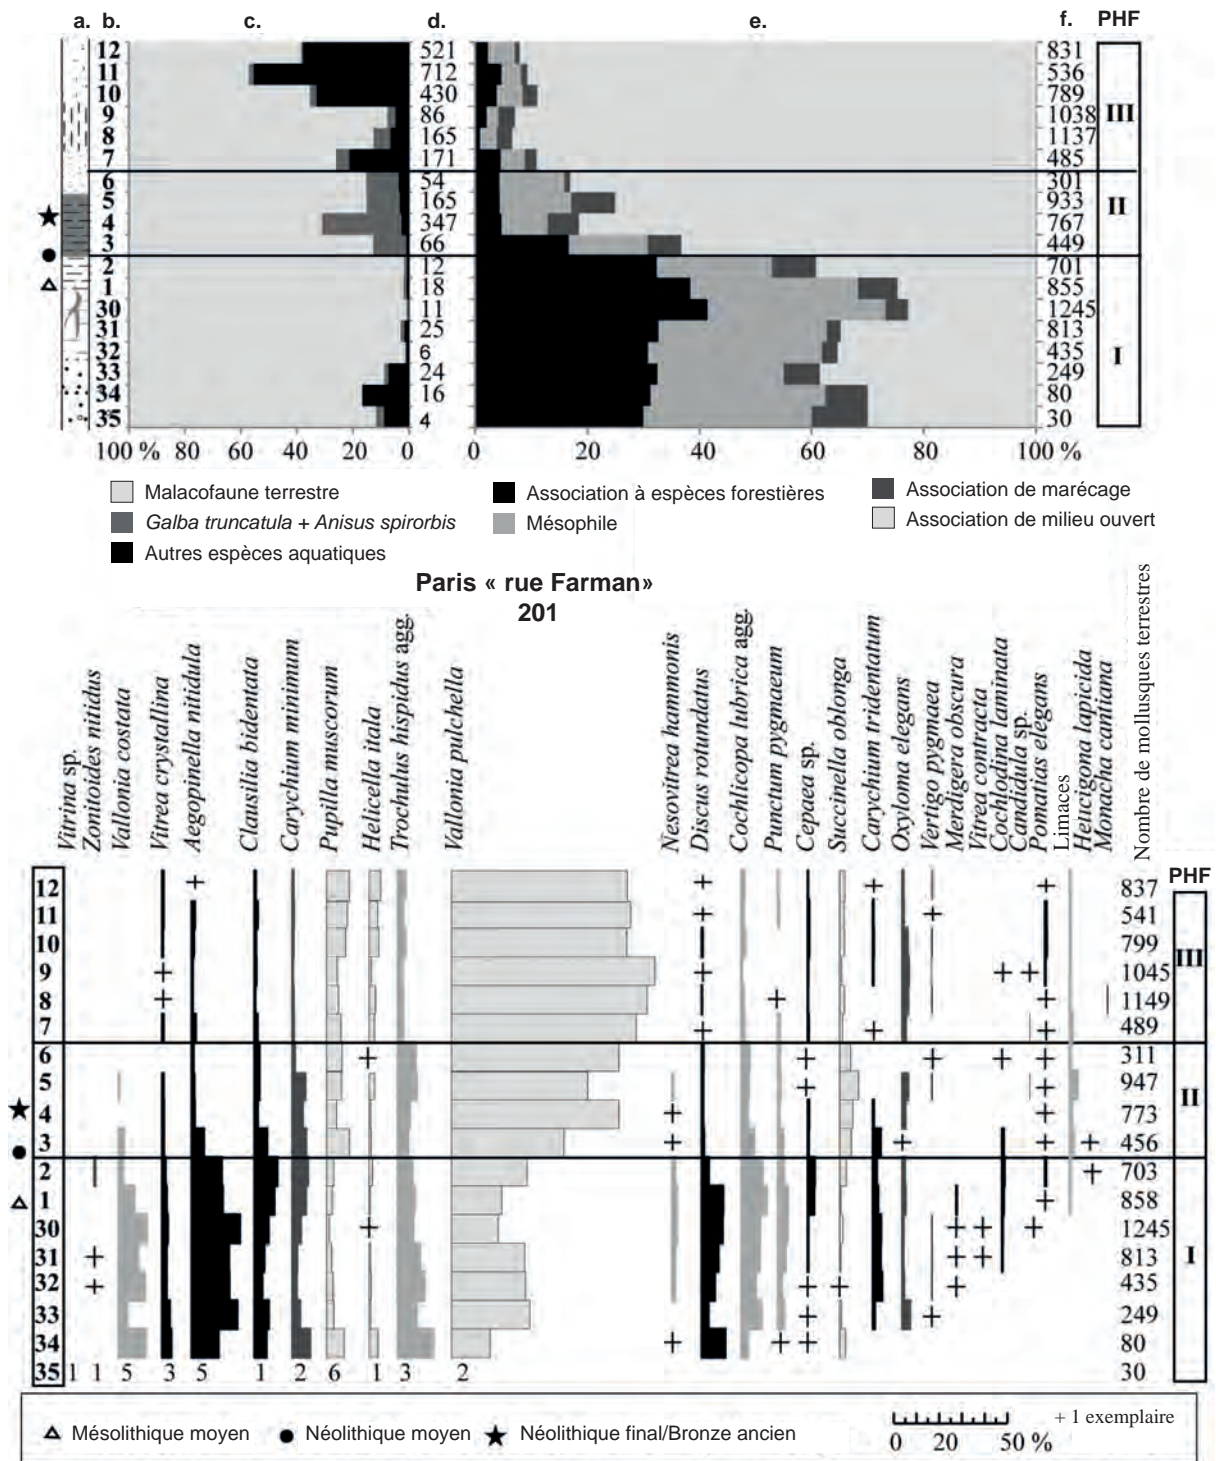 a. b. c. d. e. f. PHF
12 521 831
11 712 536
10 430 789
9 86 1038 III
8 165 1137
7 171 485
6 54 301
5 165 933
4 347 767 II
3 66 449
2 12 701
1 18 855
30 11 1245
31 25 813
32 6 435 I
33 24 249
34 16 80
35 4 30
100 % 80 60 40 20 0 0 20 40 60 80 100 %
Malacofaune terrestre
Galba truncatula + Anisus spirorbis
Autres espèces aquatiques
Association à espèces forestières
Mésophile
Association de marécage
Association de milieu ouvert
Paris « rue Farman»
201
Vitrina sp.
Zonitoides nitidus
Vallonia costata
Vitrea crystallina
Aegopinella nitidula
Clausilia bidentata
Carychium minimum
Pupilla muscorum
Helicella itala
Trochulus hispidus agg.
Vallonia pulchella
Nesovitrea hammonis
Discus rotundatus
Cochlicopa lubrica agg.
Punctum pygmaeum
Cepaea sp.
Succinella oblonga
Carychium tridentatum
Oxyloma elegans
Vertigo pygmaea
Merdigera obscura
Vitrea contracta
Cochlodina laminata
Candidula sp.
Pomatias elegans
Limaces
Helicigona lapicida
Monacha cantiana
Nombre de mollusques terrestres
PHF
12 + + + + 837
11 + + 541
10 799
9 + + + + 1045 III
8 + + + 1149
7 + + + 489
6 + + + + + 311
5 + + 947
4 + + 773 II
3 + + + + 456
2 + 703
1 + 858
30 + + + + 1245
31 + + + 813 I
32 + + + + 435
33 + + 249
34 + + + 80
35 1 1 5 3 5 1 2 6 1 3 2 30
Mésolithique moyen Néolithique moyen Néolithique final/Bronze ancien
0 20 50 %
+ 1 exemplaire